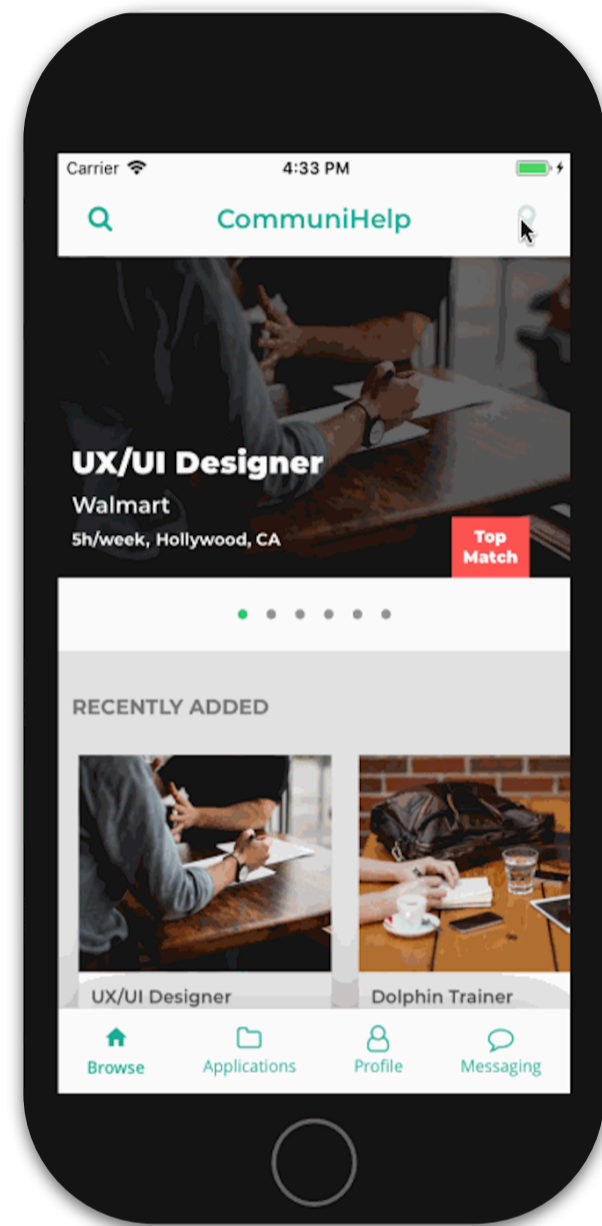 Carrier 4:33 PM
CommuniHelp
UX/UI Designer
Walmart
5h/week, Hollywood, CA
Top
Match
RECENTLY ADDED
UX/UI Designer Dolphin Trainer
Browse Applications Profile Messaging